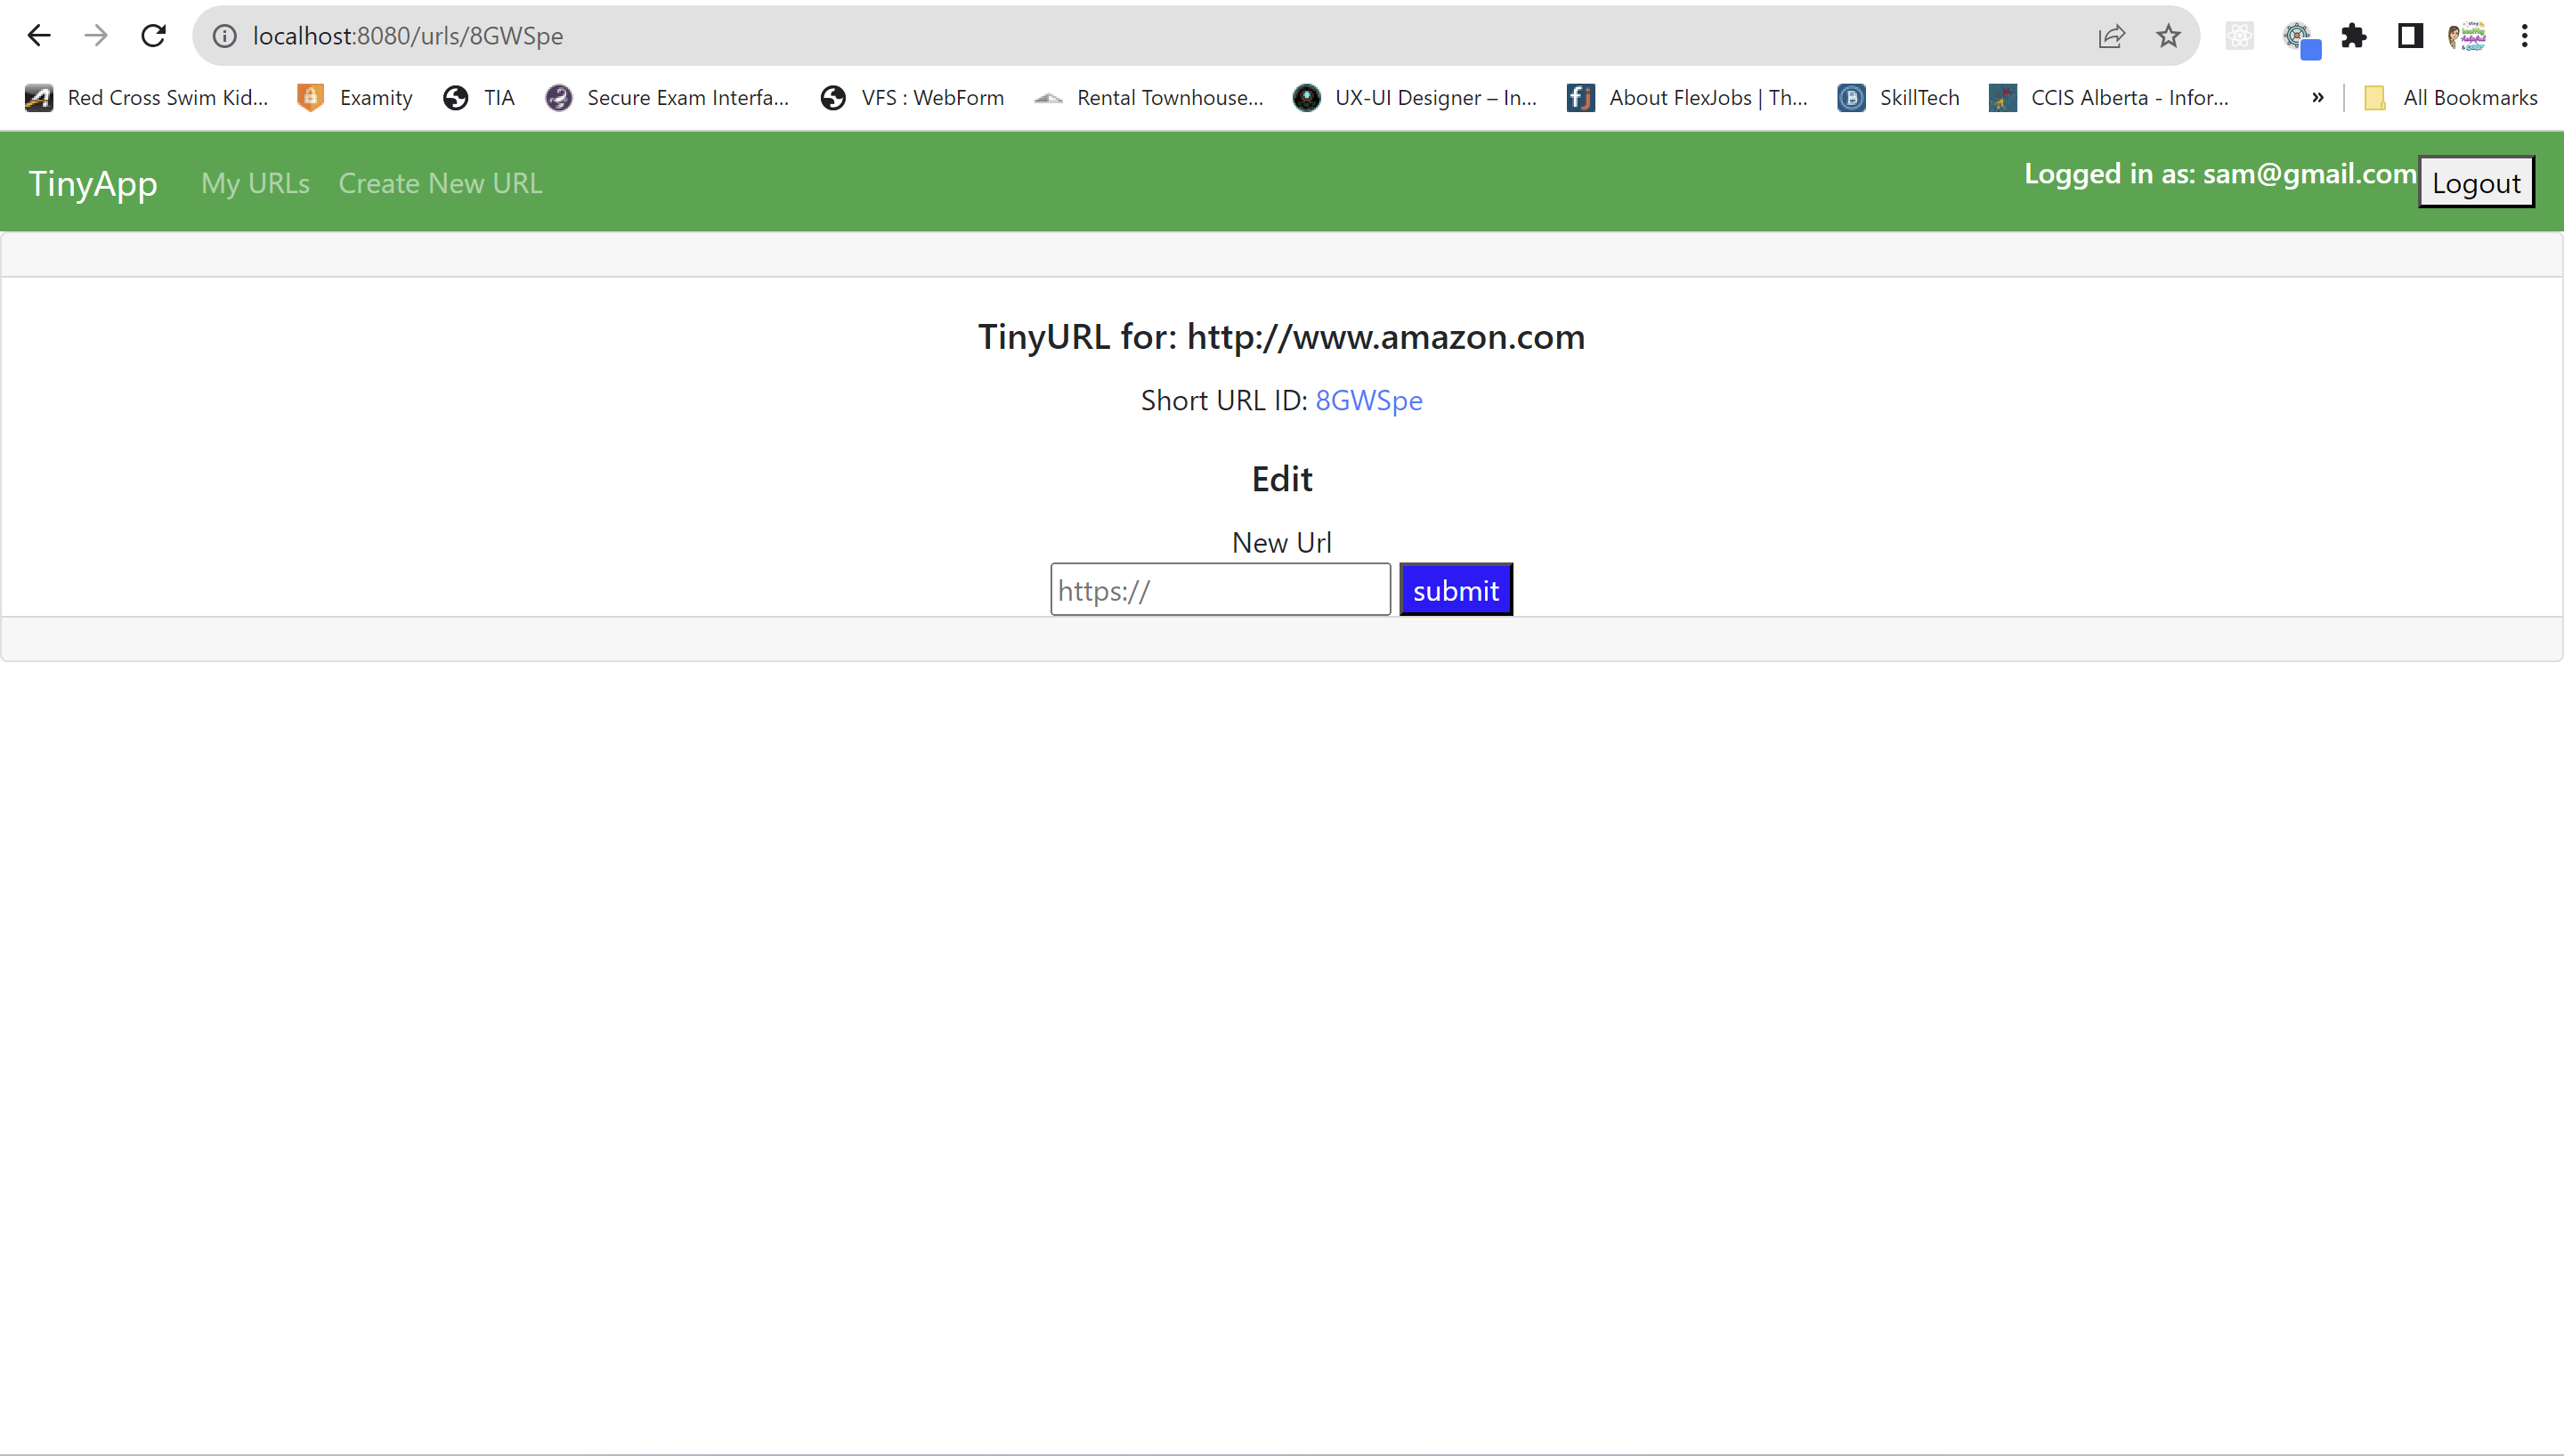 localhost:8080/urls/8GWSpe
Red Cross Swim Kid... Examity TIA Secure Exam Interfa... VFS : WebForm Rental Townhouse... UX-UI Designer – In... About FlexJobs | Th... SkillTech CCIS Alberta - Infor... » All Bookmarks
TinyApp My URLs Create New URL Logged in as: sam@gmail.com Logout
TinyURL for: http://www.amazon.com
Short URL ID: 8GWSpe
Edit
New Url
https:// submit